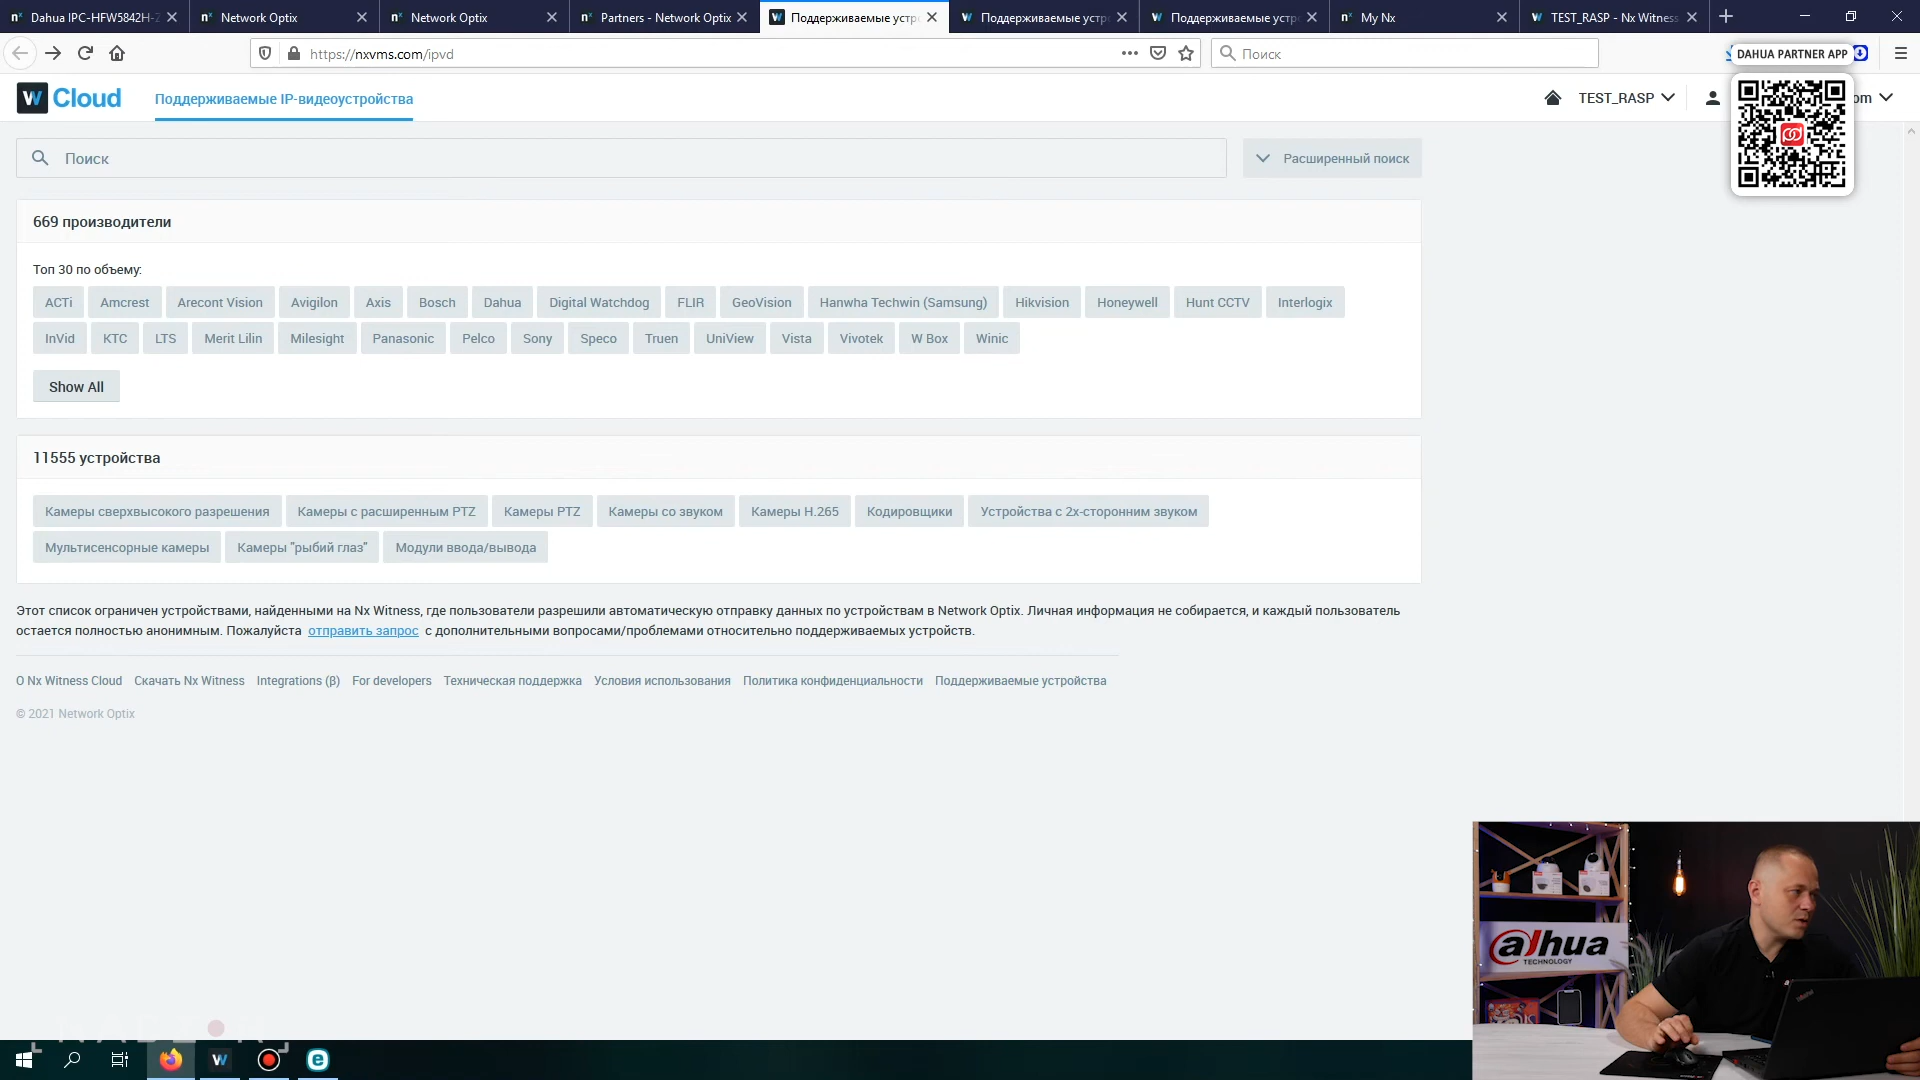 Dahua IPC-HFW5842H-Z
Network Optix
Network Optix
Partners - Network Optix
Поддерживаемые устро
Поддерживаемые устро
Поддерживаемые устро
My Nx
TEST_RASP - Nx Witness
https://nxvms.com/ipvd
Поиск
DAHUA PARTNER APP
W Cloud
Поддерживаемые IP-видеоустройства
TEST_RASP
om
Поиск
Расширенный поиск
669 производители
Топ 30 по объему:
ACTi Amcrest Arecont Vision Avigilon Axis Bosch Dahua Digital Watchdog FLIR GeoVision Hanwha Techwin (Samsung) Hikvision Honeywell Hunt CCTV Interlogix
InVid KTC LTS Merit Lilin Milesight Panasonic Pelco Sony Speco Truen UniView Vista Vivotek W Box Winic
Show All
11555 устройства
Камеры сверхвысокого разрешения Камеры с расширенным PTZ Камеры PTZ Камеры со звуком Камеры H.265 Кодировщики Устройства с 2х-сторонним звуком
Мультисенсорные камеры Камеры "рыбий глаз" Модули ввода/вывода
Этот список ограничен устройствами, найденными на Nx Witness, где пользователи разрешили автоматическую отправку данных по устройствам в Network Optix. Личная информация не собирается, и каждый пользователь
остается полностью анонимным. Пожалуйста отправить запрос с дополнительными вопросами/проблемами относительно поддерживаемых устройств.
О Nx Witness Cloud Скачать Nx Witness Integrations (β) For developers Техническая поддержка Условия использования Политика конфиденциальности Поддерживаемые устройства
© 2021 Network Optix
alhua
TECHNOLOGY